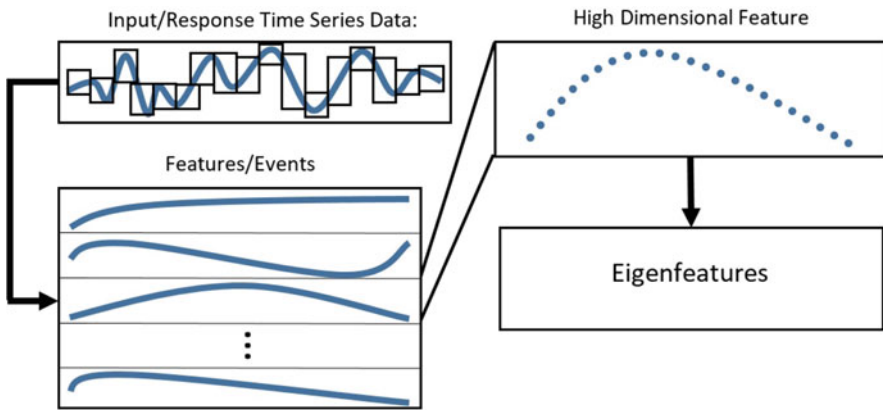 Input/Response Time Series Data:
High Dimensional Feature
Features/Events
Eigenfeatures